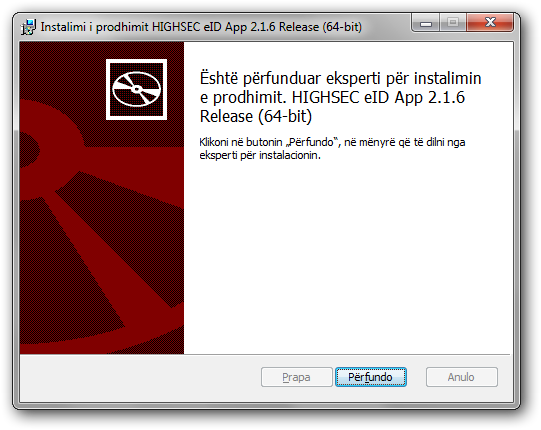 Instalimi i prodhimit HIGHSEC eID App 2.1.6 Release (64-bit)
Është përfunduar eksperti për instalimin
e prodhimit. HIGHSEC eID App 2.1.6
Release (64-bit)
Klikoni në butonin „Përfundo“, në mënyrë që të dilni nga
eksperti për instalacionin.
Prapa
Përfundo
Anulo